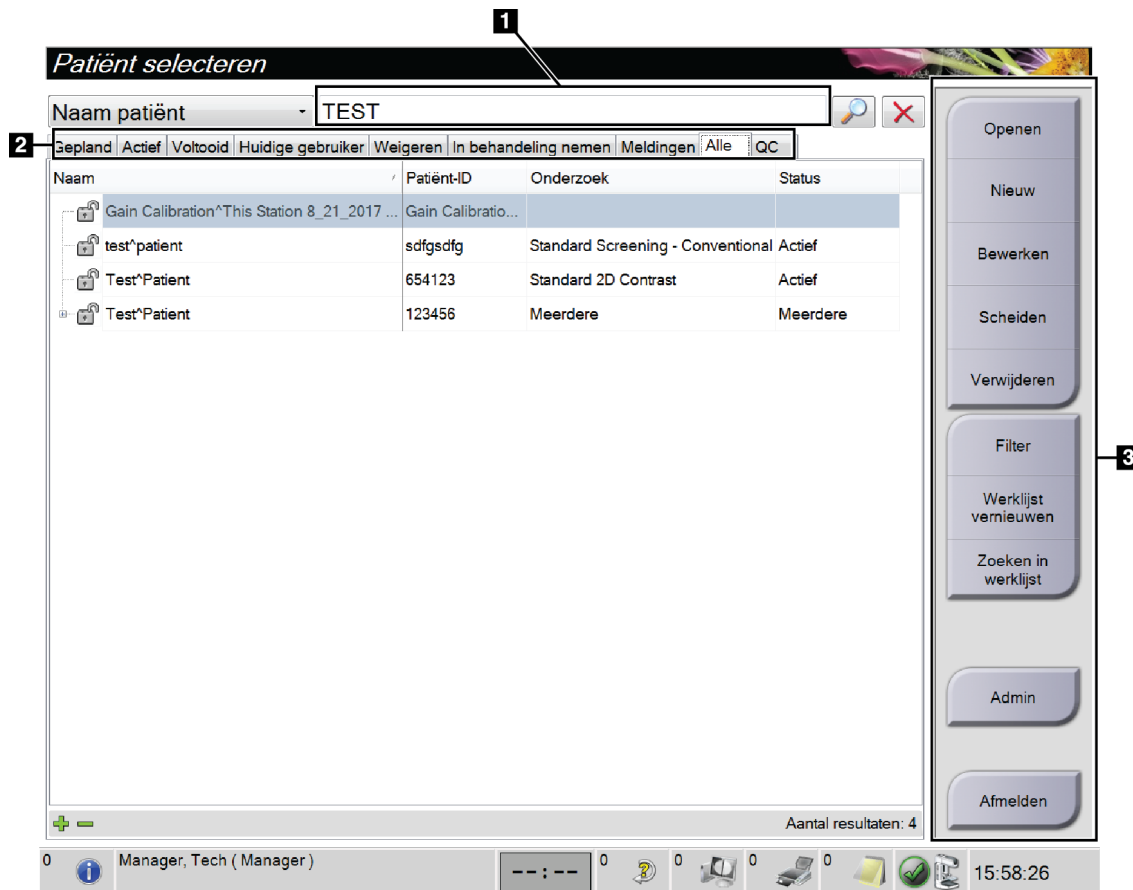 1
Patiënt selecteren
Naam patiënt TEST
2
Gepland Actief Voltooid Huidige gebruiker Weigeren In behandeling nemen Meldingen Alle QC
Naam Patiënt-ID Onderzoek Status
Gain Calibration^This Station 8_21_2017 ... Gain Calibratio...
test^patient sdfgsdfg Standard Screening - Conventional Actief
Test^Patient 654123 Standard 2D Contrast Actief
Test^Patient 123456 Meerdere Meerdere
Aantal resultaten: 4
Openen
Nieuw
Bewerken
Scheiden
Verwijderen
Filter
3
Werklijst
vernieuwen
Zoeken in
werklijst
Admin
Afmelden
0 Manager, Tech ( Manager ) --:-- 0 0 0 0 15:58:26